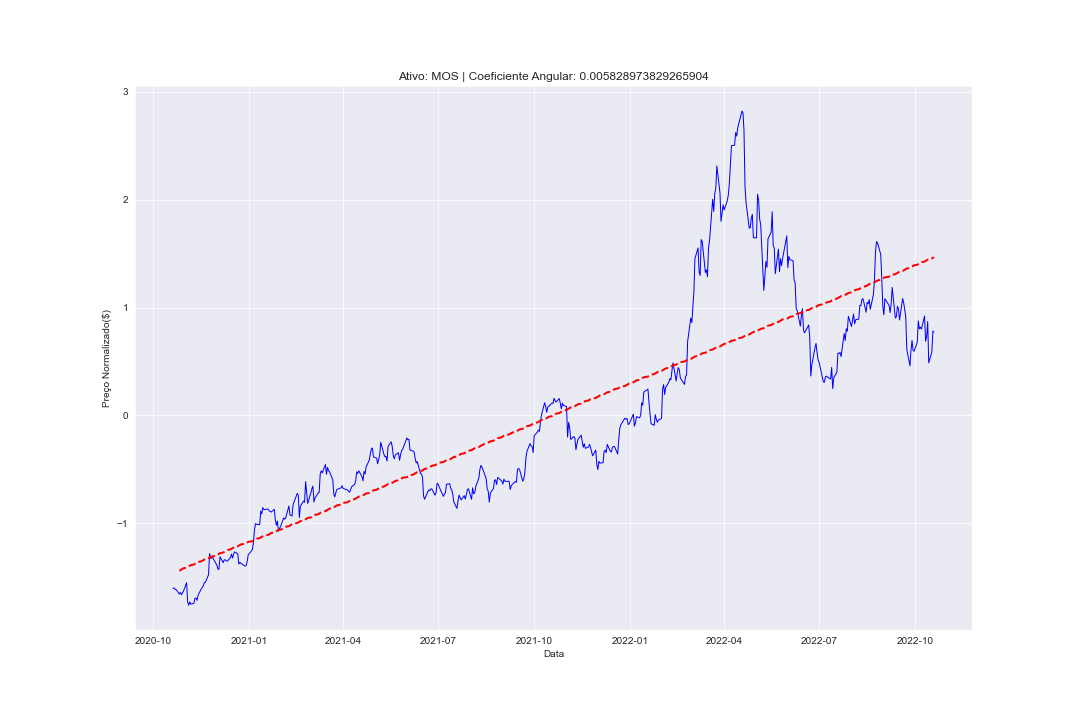 Ativo: MOS | Coeficiente Angular: 0.005828973829265904
3
2
1
0
−1
Preço Normalizado($)
2020-10 2021-01 2021-04 2021-07 2021-10 2022-01 2022-04 2022-07 2022-10
Data